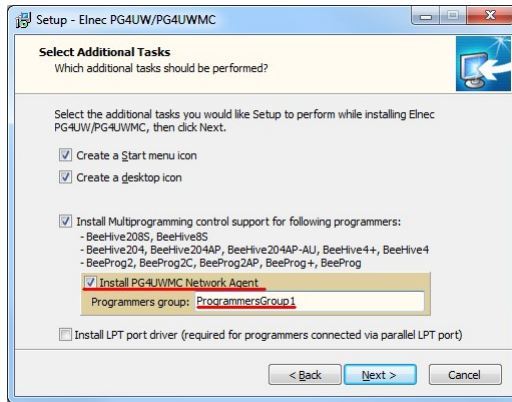 Setup - Elnec PG4UW/PG4UWMC
Select Additional Tasks
Which additional tasks should be performed?
Select the additional tasks you would like Setup to perform while installing Elnec
PG4UW/PG4UWMC, then click Next.
Create a Start menu icon
Create a desktop icon
Install Multiprogramming control support for following programmers:
- BeeHive208S, BeeHive8S
- BeeHive204, BeeHive204AP, BeeHive204AP-AU, BeeHive4+, BeeHive4
- BeeProg2, BeeProg2C, BeeProg2AP, BeeProg+, BeeProg
Install PG4UWMC Network Agent
Programmers group: ProgrammersGroup1
Install LPT port driver (required for programmers connected via parallel LPT port)
< Back Next > Cancel